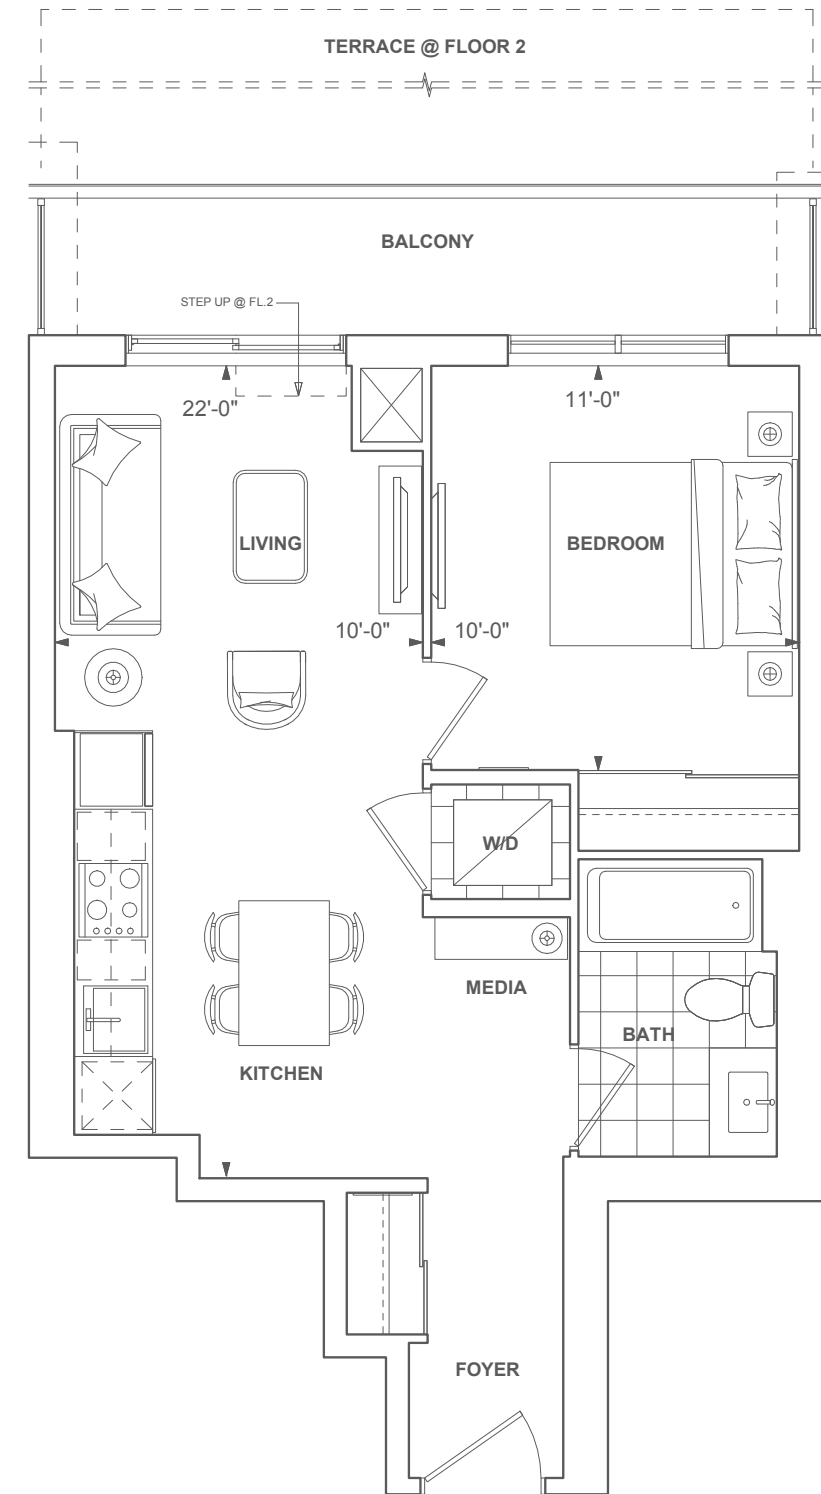 TERRACE @ FLOOR 2
BALCONY
STEP UP @ FL.2
22'-0"
11'-0"
LIVING
BEDROOM
10'-0"
10'-0"
W/D
MEDIA
BATH
KITCHEN
FOYER